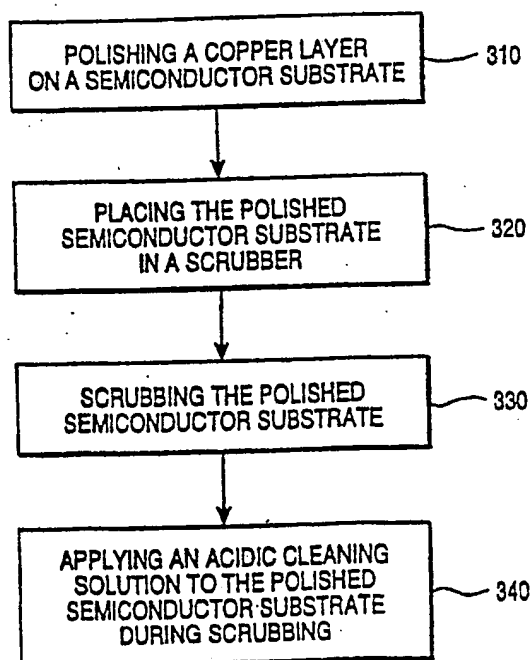 POLISHING A COPPER LAYER
ON A SEMICONDUCTOR SUBSTRATE
310
PLACING THE POLISHED
SEMICONDUCTOR SUBSTRATE
IN A SCRUBBER
320
SCRUBBING THE POLISHED
SEMICONDUCTOR SUBSTRATE
330
APPLYING AN ACIDIC CLEANING
SOLUTION TO THE POLISHED
SEMICONDUCTOR SUBSTRATE
DURING SCRUBBING
340